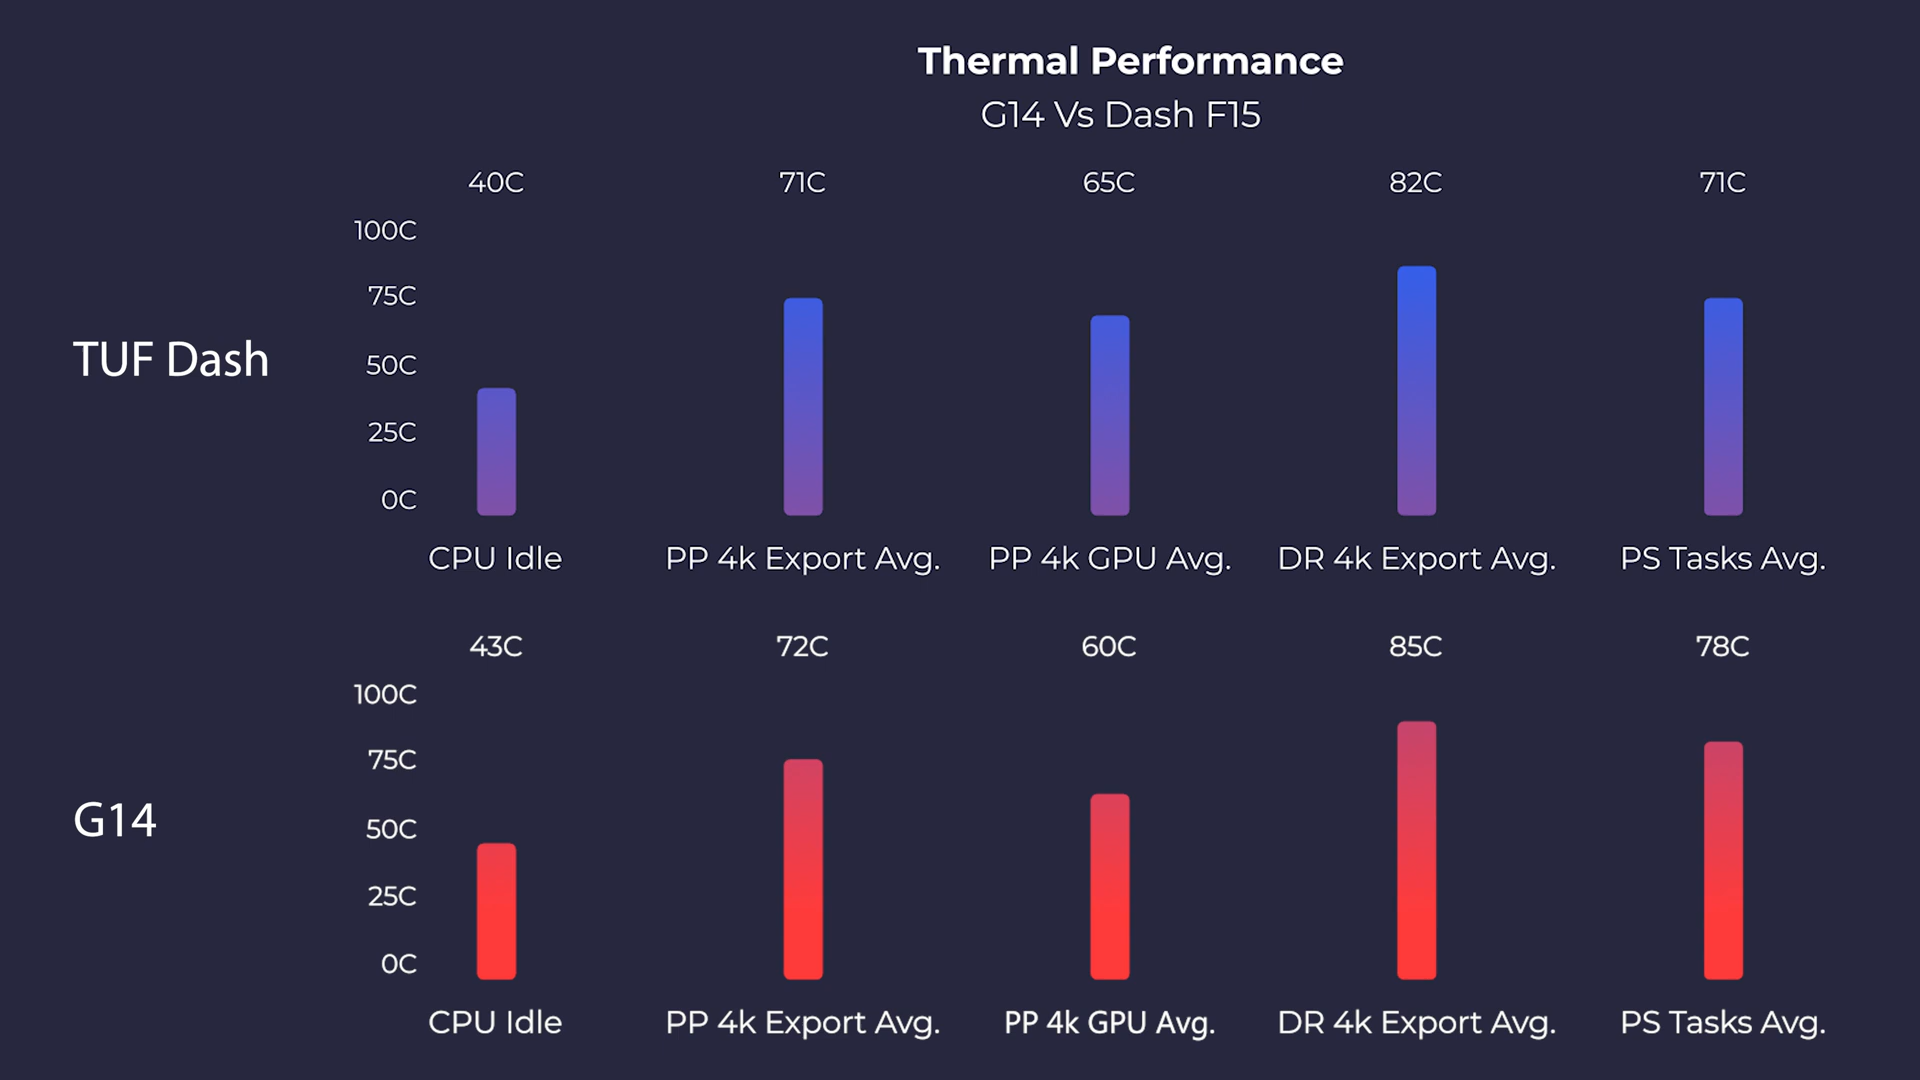 Thermal Performance
G14 Vs Dash F15
40C 71C 65C 82C 71C
100C
75C
TUF Dash
50C
25C
0C
CPU Idle PP 4k Export Avg. PP 4k GPU Avg. DR 4k Export Avg. PS Tasks Avg.
43C 72C 60C 85C 78C
100C
75C
G14
50C
25C
0C
CPU Idle PP 4k Export Avg. PP 4k GPU Avg. DR 4k Export Avg. PS Tasks Avg.